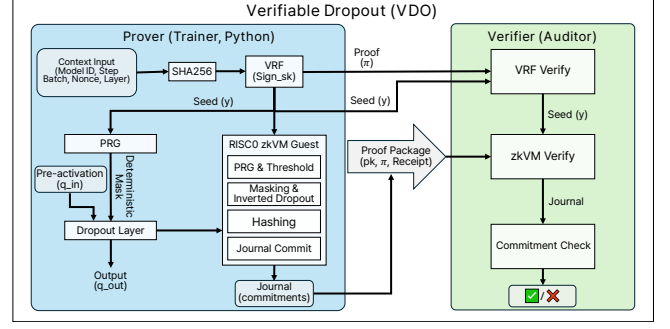 Verifiable Dropout (VDO)
Prover (Trainer, Python)
Context Input
(Model ID, Step
Batch, Nonce, Layer)
SHA256
VRF
(Sign_sk)
Proof
(π)
Seed (y)
Seed (y)
Seed (y)
PRG
Deterministic
Mask
Pre-activation
(q_in)
Dropout Layer
Output
(q_out)
RISC0 zkVM Guest
PRG & Threshold
Masking &
Inverted Dropout
Hashing
Journal Commit
Journal
(commitments)
Proof Package
(pk, π, Receipt)
Verifier (Auditor)
VRF Verify
Seed (y)
zkVM Verify
Journal
Commitment Check
✅/❌